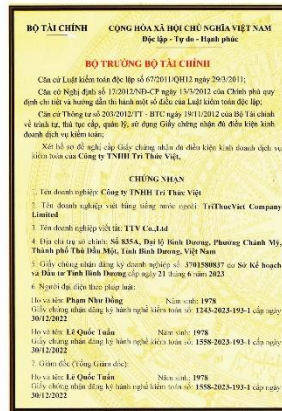 BỘ TÀI CHÍNH
CỘNG HÒA XÃ HỘI CHỦ NGHĨA VIỆT NAM
Độc lập - Tự do - Hạnh phúc
BỘ TRƯỞNG BỘ TÀI CHÍNH
Căn cứ Luật kiểm toán độc lập số 67/2011/QH12 ngày 29/3/2011;
Căn cứ Nghị định số 17/2012/NĐ-CP ngày 13/3/2012 của Chính phủ quy
định chi tiết và hướng dẫn thi hành một số điều của Luật kiểm toán độc lập;
Căn cứ Thông tư số 203/2012/TT - BTC ngày 19/11/2012 của Bộ Tài chính
về trình tự, thủ tục cấp, quản lý, sử dụng Giấy chứng nhận đủ điều kiện kinh
doanh dịch vụ kiểm toán;
Xét hồ sơ đề nghị cấp Giấy chứng nhận đủ điều kiện kinh doanh dịch vụ
kiểm toán của Công ty TNHH Tri Thức Việt,
CHỨNG NHẬN
1. Tên doanh nghiệp: Công ty TNHH Tri Thức Việt
2. Tên doanh nghiệp viết bằng tiếng nước ngoài: TriThucViet Company
Limited
3. Tên doanh nghiệp viết tắt: TTV Co.,Ltd
4. Địa chỉ trụ sở chính: Số 835A, Đại lộ Bình Dương, Phường Chánh Mỹ,
Thành phố Thủ Dầu Một, Tỉnh Bình Dương, Việt Nam
5. Giấy chứng nhận đăng ký doanh nghiệp số: 3701580837 do Sở Kế hoạch
và Đầu tư Tỉnh Bình Dương cấp ngày 21 tháng 6 năm 2023
6. Người đại diện theo pháp luật:
Họ và tên: Phạm Như Đông Năm sinh: 1978
Giấy chứng nhận đăng ký hành nghề kiểm toán số: 1243-2023-193-1 cấp ngày
30/12/2022
Họ và tên: Lê Quốc Tuấn Năm sinh: 1978
Giấy chứng nhận đăng ký hành nghề kiểm toán số: 1558-2023-193-1 cấp ngày
30/12/2022
7. Giám đốc (Tổng Giám đốc):
Họ và tên: Lê Quốc Tuấn Năm sinh: 1978
Giấy chứng nhận đăng ký hành nghề kiểm toán số: 1558-2023-193-1 cấp ngày
30/12/2022